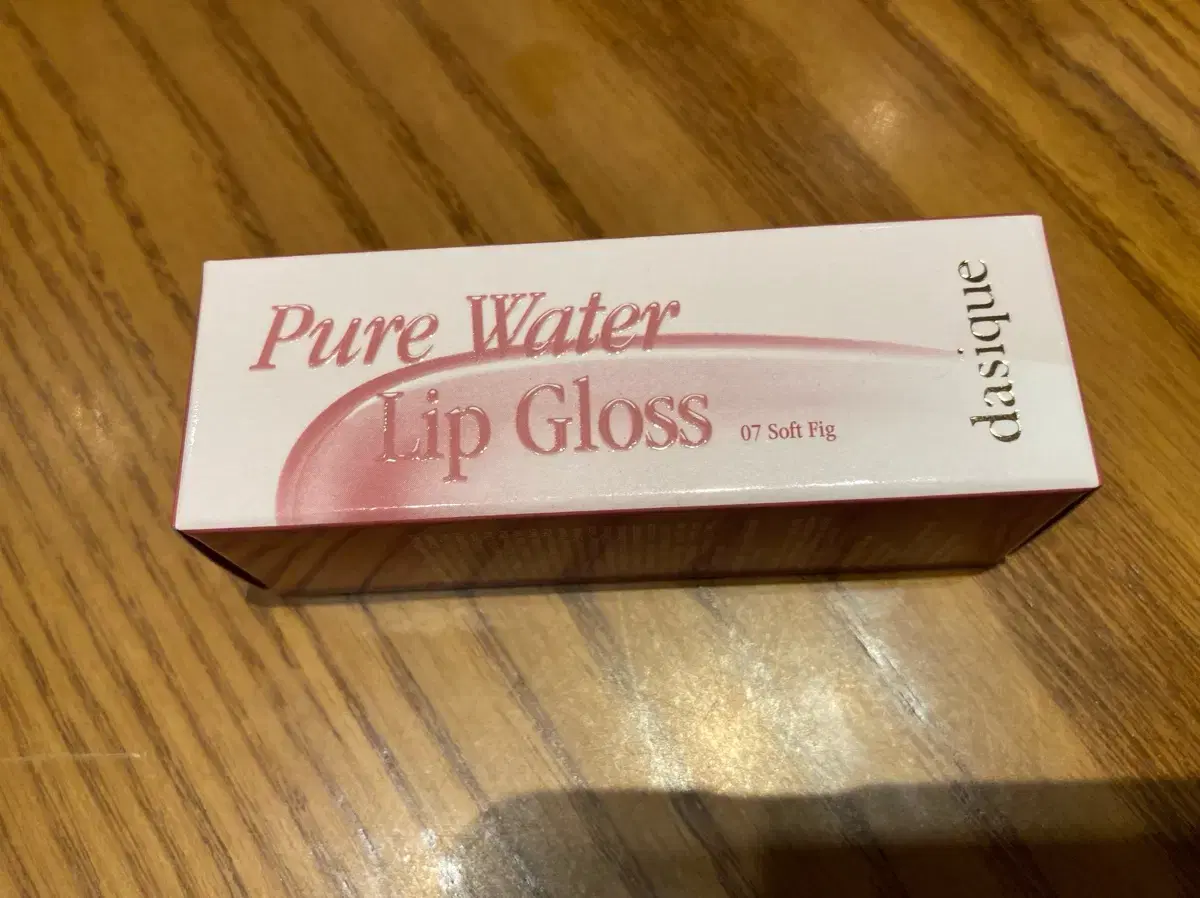 Pure Water
Lip Gloss
07 Soft Fig
dasique